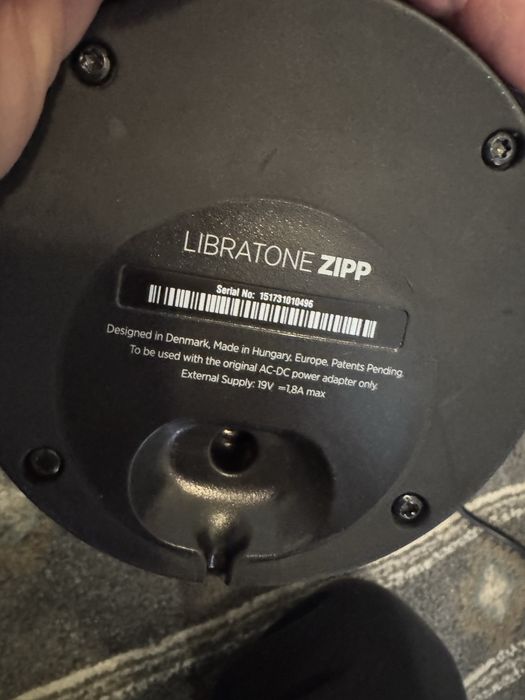 LIBRATONE ZIPP
Serial No: 151731010496
Designed in Denmark, Made in Hungary, Europe. Patents Pending.
To be used with the original AC-DC power adapter only.
External Supply: 19V ⎓1,8A max